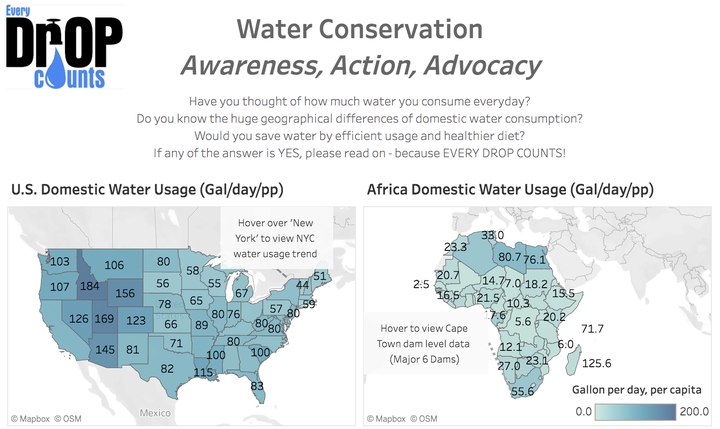 Every
DrOP
cOunts
Water Conservation
Awareness, Action, Advocacy
Have you thought of how much water you consume everyday?
Do you know the huge geographical differences of domestic water consumption?
Would you save water by efficient usage and healthier diet?
If any of the answer is YES, please read on - because EVERY DROP COUNTS!
U.S. Domestic Water Usage (Gal/day/pp)
Hover over 'New
York' to view NYC
water usage trend
103
106
80
58
55
67
51
44
107
184
156
56
65
59
57
80
126
169
123
78
66
89
80
76
80
80
145
81
71
80
100
100
82
115
83
Mexico
© Mapbox © OSM
Africa Domestic Water Usage (Gal/day/pp)
33.0
23.3
80.7
76.1
2.5
20.7
14.7
7.0
18.2
16.5
21.5
10.3
15.5
7.6
5.6
20.2
Hover to view Cape
Town dam level data
(Major 6 Dams)
12.1
6.0
71.7
27.0
23.1
125.6
55.6
Gallon per day, per capita
0.0
200.0
© Mapbox © OSM